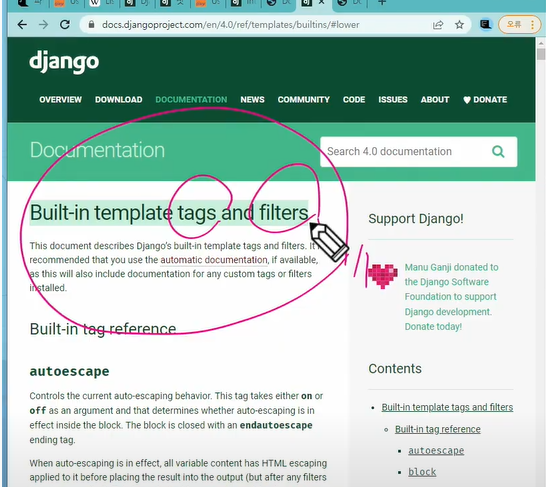 docs.djangoproject.com/en/4.0/ref/templates/builtins/#lower
오류
django
OVERVIEW DOWNLOAD DOCUMENTATION NEWS COMMUNITY CODE ISSUES ABOUT ♥ DONATE
Documentation
Search 4.0 documentation
Built-in template tags and filters
This document describes Django's built-in template tags and filters. It
recommended that you use the automatic documentation, if available,
as this will also include documentation for any custom tags or filters
installed.
Built-in tag reference
autoescape
Controls the current auto-escaping behavior. This tag takes either on or
off as an argument and that determines whether auto-escaping is in
effect inside the block. The block is closed with an endautoescape
ending tag.
When auto-escaping is in effect, all variable content has HTML escaping
applied to it before placing the result into the output (but after any filters
Support Django!
Manu Ganji donated to
the Django Software
Foundation to support
Django development.
Donate today!
Contents
Built-in template tags and filters
Built-in tag reference
autoescape
block